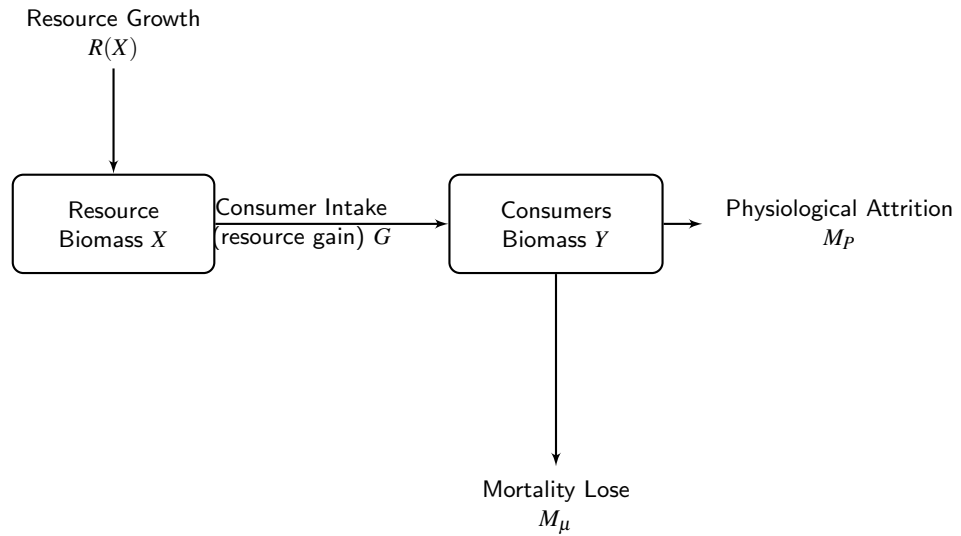 Resource Growth
R(X)
Resource
Biomass X
Consumer Intake
(resource gain) G
Consumers
Biomass Y
Physiological Attrition
M_P
Mortality Lose
M_μ